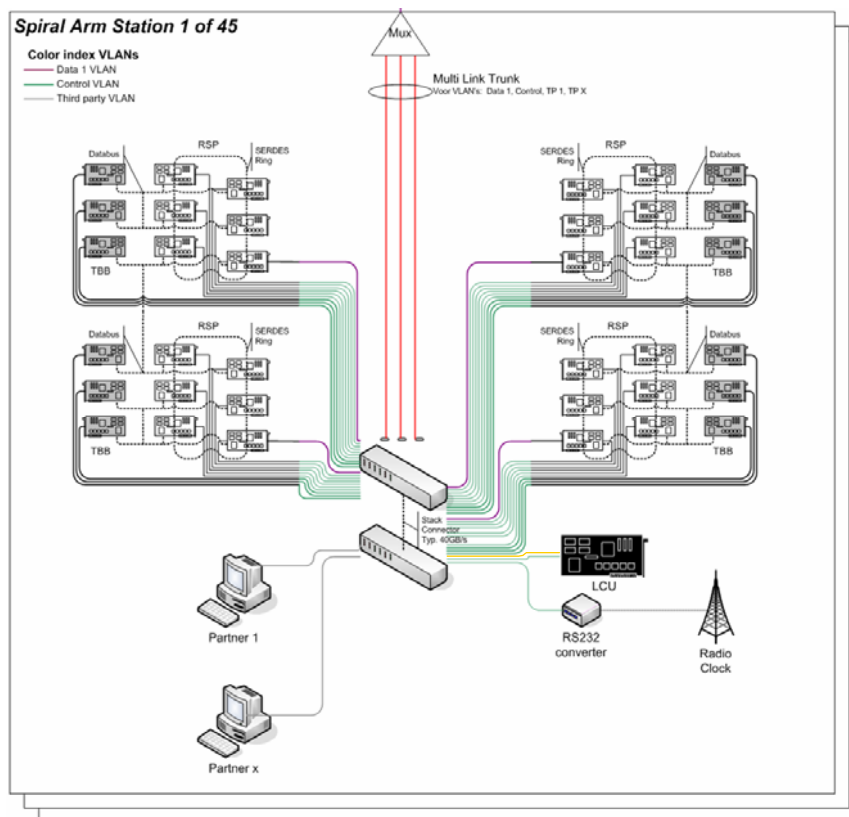 Spiral Arm Station 1 of 45
Mux
Color index VLANs
Data 1 VLAN
Control VLAN
Third party VLAN
Multi Link Trunk
Voor VLAN's: Data 1, Control, TP 1, TP X
Databus
RSP
SERDES
Ring
TBB
SERDES
Ring
RSP
Databus
TBB
Databus
RSP
SERDES
Ring
TBB
SERDES
Ring
RSP
Databus
TBB
Stack
Connector
Typ. 40GB/s
LCU
Partner 1
RS232
converter
Radio
Clock
Partner x